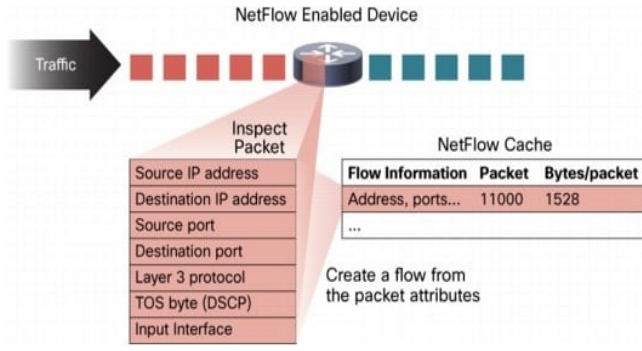 NetFlow Enabled Device
Traffic
Inspect
Packet
Source IP address
Destination IP address
Source port
Destination port
Layer 3 protocol
TOS byte (DSCP)
Input Interface
NetFlow Cache
Flow Information Packet Bytes/packet
Address, ports... 11000 1528
...
Create a flow from
the packet attributes